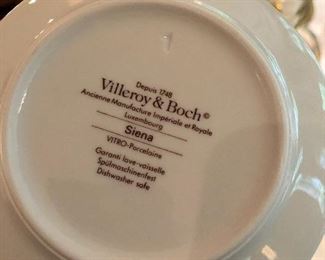 Depuis 1748
Villeroy & Boch©
Ancienne Manufacture Impériale et Royale
Luxembourg
Siena
VITRO-Porcelaine
Garanti lave-vaisselle
Spülmaschinenfest
Dishwasher safe